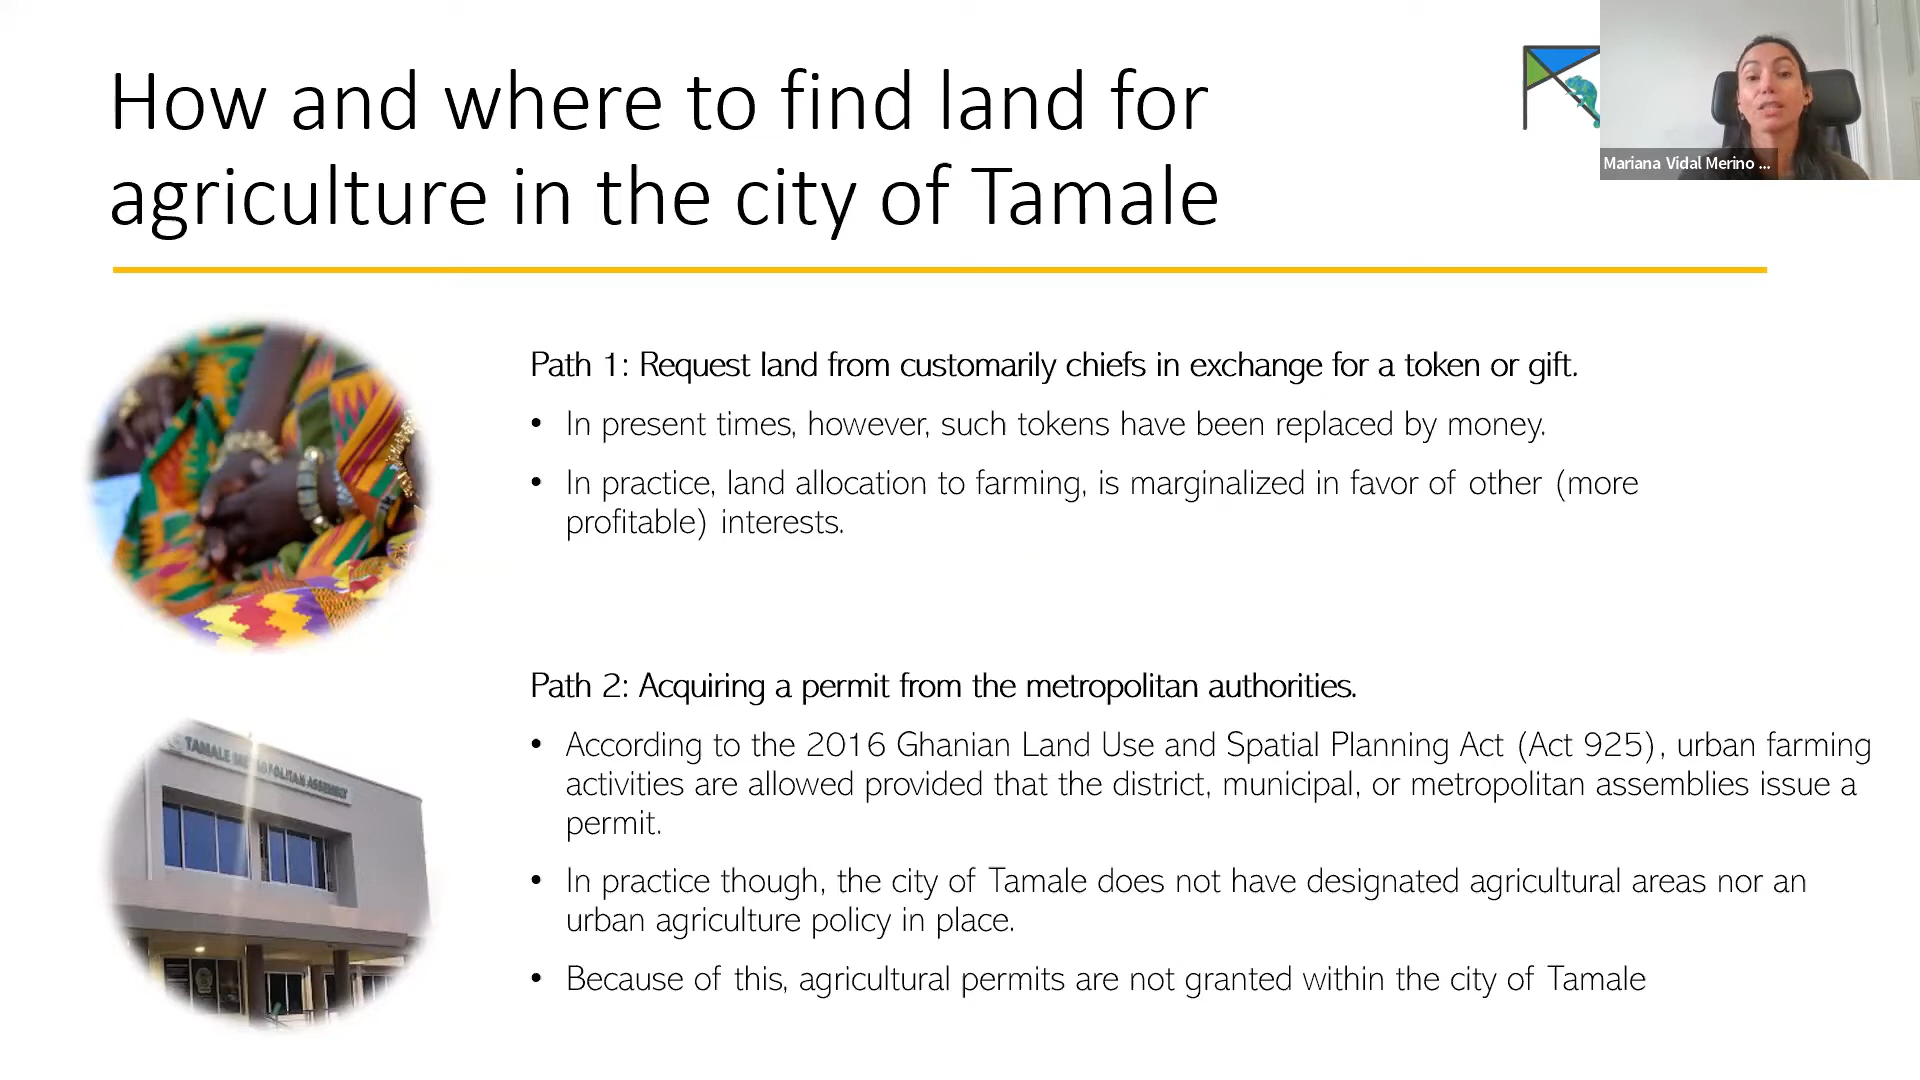 How and where to find land for
agriculture in the city of Tamale
Mariana Vidal Merino ...
Path 1: Request land from customarily chiefs in exchange for a token or gift.
• In present times, however, such tokens have been replaced by money.
• In practice, land allocation to farming, is marginalized in favor of other (more
profitable) interests.
Path 2: Acquiring a permit from the metropolitan authorities.
• According to the 2016 Ghanian Land Use and Spatial Planning Act (Act 925), urban farming
activities are allowed provided that the district, municipal, or metropolitan assemblies issue a
permit.
• In practice though, the city of Tamale does not have designated agricultural areas nor an
urban agriculture policy in place.
• Because of this, agricultural permits are not granted within the city of Tamale
TAMALE METROPOLITAN ASSEMBLY